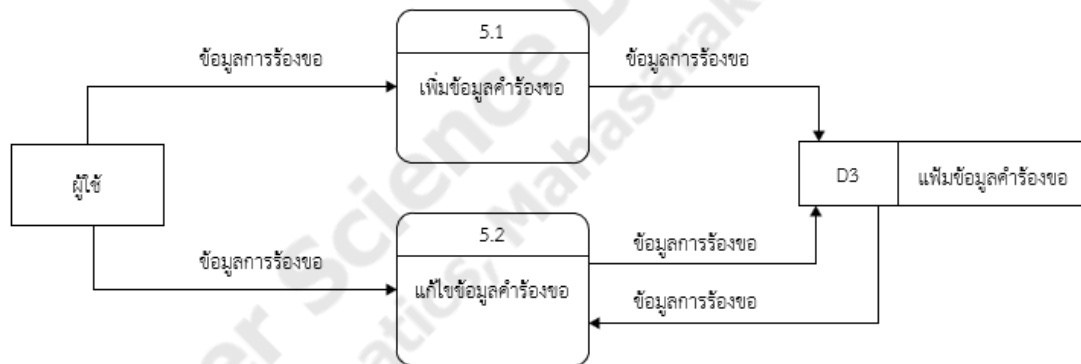 5.1
ข้อมูลการร้องขอ
ข้อมูลการร้องขอ
เพิ่มข้อมูลคำร้องขอ
ผู้ใช้
D3
แฟ้มข้อมูลคำร้องขอ
5.2
ข้อมูลการร้องขอ
ข้อมูลการร้องขอ
แก้ไขข้อมูลคำร้องขอ
ข้อมูลการร้องขอ
er Science D
atics, Mahasarak